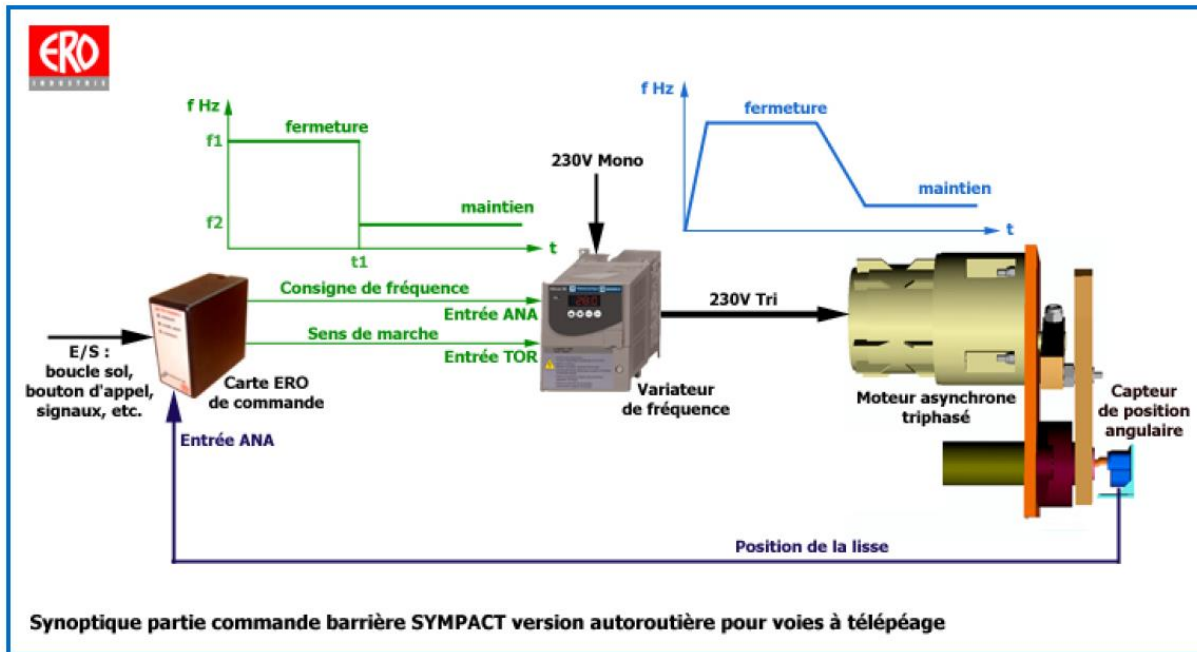 ERO
INDUSTRIE
f Hz
f1
fermeture
f2
maintien
t1
t
230V Mono
f Hz
fermeture
maintien
t
Consigne de fréquence
Entrée ANA
Sens de marche
Entrée TOR
230V Tri
E/S :
boucle sol,
bouton d'appel,
signaux, etc.
Carte ERO
de commande
Variateur
de fréquence
Moteur asynchrone
triphasé
Capteur
de position
angulaire
Entrée ANA
Position de la lisse
Synoptique partie commande barrière SYMPACT version autoroutière pour voies à télépéage